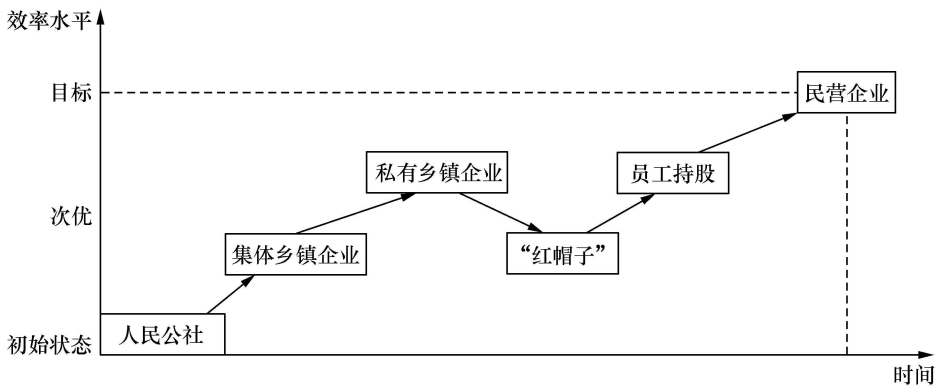 效率水平
目标
民营企业
私有乡镇企业
员工持股
次优
集体乡镇企业
“红帽子”
初始状态
人民公社
时间